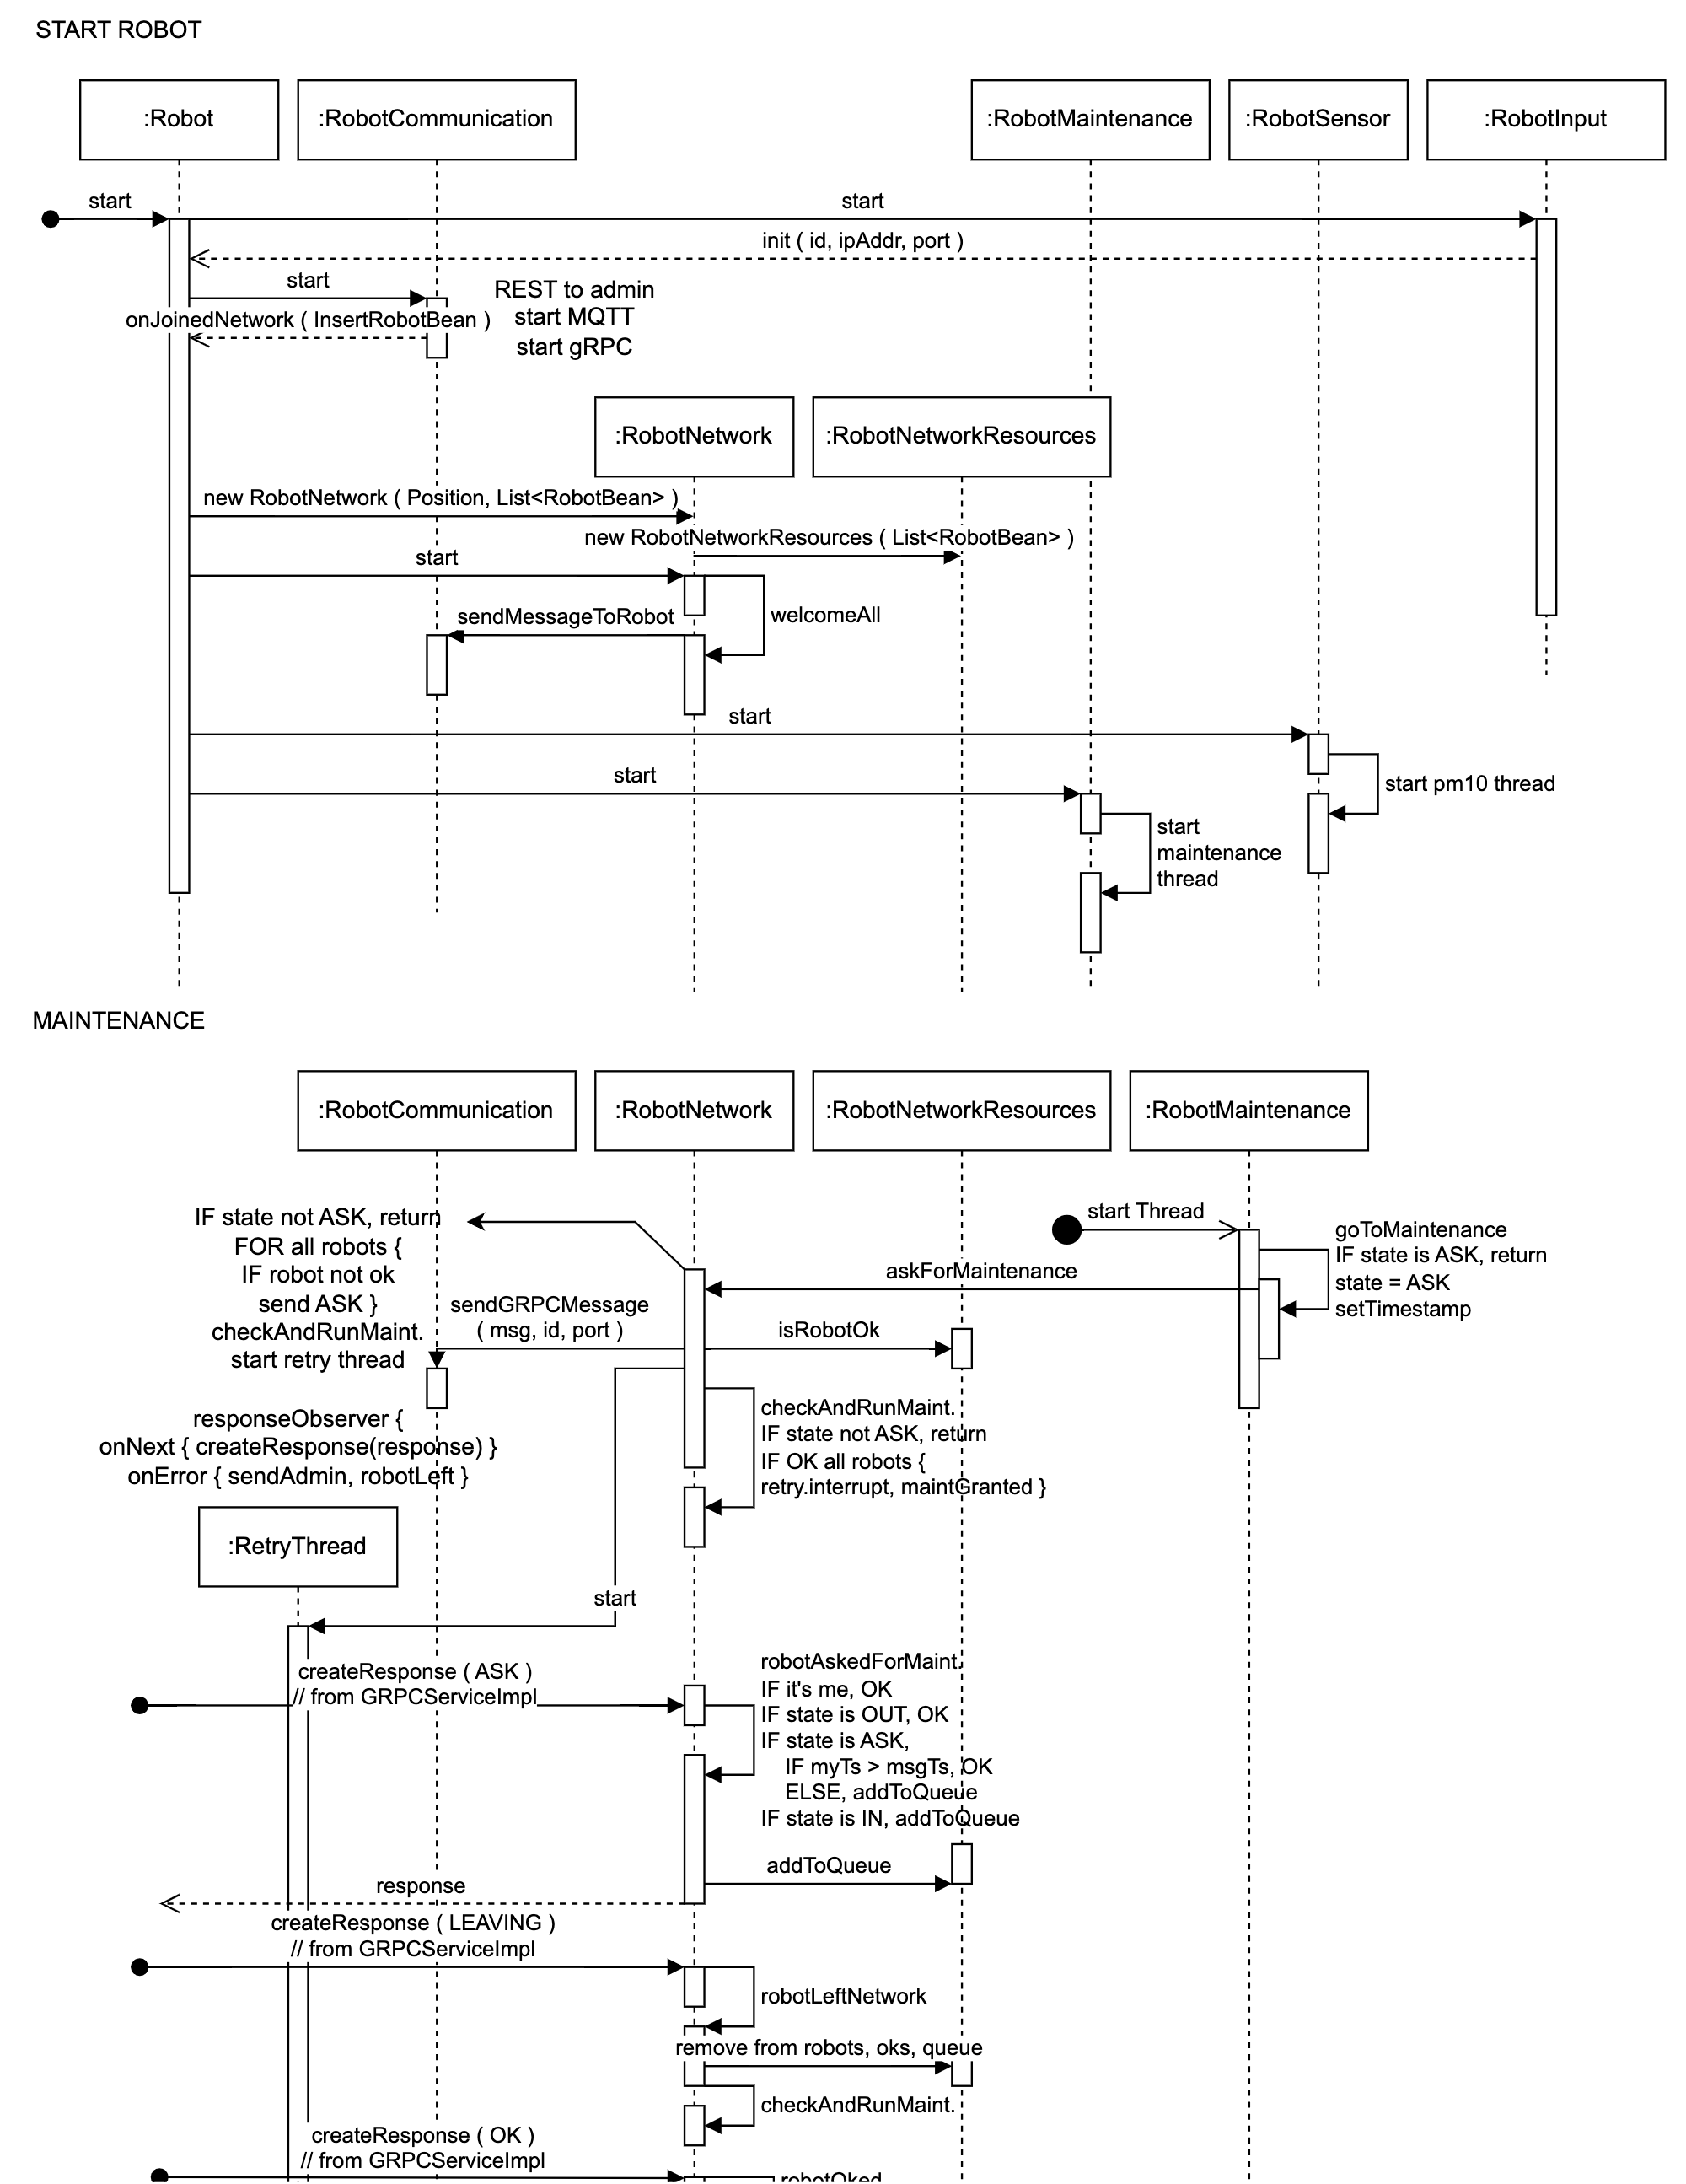 START ROBOT
:Robot
:RobotCommunication
:RobotMaintenance
:RobotSensor
:RobotInput
start
start
init ( id, ipAddr, port )
start
REST to admin
start MQTT
start gRPC
onJoinedNetwork ( InsertRobotBean )
:RobotNetwork
:RobotNetworkResources
new RobotNetwork ( Position, List<RobotBean> )
new RobotNetworkResources ( List<RobotBean> )
start
welcomeAll
sendMessageToRobot
start
start pm10 thread
start
start
maintenance
thread
MAINTENANCE
:RobotCommunication
:RobotNetwork
:RobotNetworkResources
:RobotMaintenance
start Thread
goToMaintenance
IF state is ASK, return
state = ASK
setTimestamp
askForMaintenance
IF state not ASK, return
FOR all robots {
IF robot not ok
send ASK }
checkAndRunMaint.
start retry thread
sendGRPCMessage
( msg, id, port )
isRobotOk
checkAndRunMaint.
IF state not ASK, return
IF OK all robots {
retry.interrupt, maintGranted }
responseObserver {
onNext { createResponse(response) }
onError { sendAdmin, robotLeft }
:RetryThread
start
createResponse ( ASK )
// from GRPCServiceImpl
robotAskedForMaint.
IF it's me, OK
IF state is OUT, OK
IF state is ASK,
IF myTs > msgTs, OK
ELSE, addToQueue
IF state is IN, addToQueue
addToQueue
response
createResponse ( LEAVING )
// from GRPCServiceImpl
robotLeftNetwork
remove from robots, oks, queue
checkAndRunMaint.
createResponse ( OK )
// from GRPCServiceImpl
robotOked